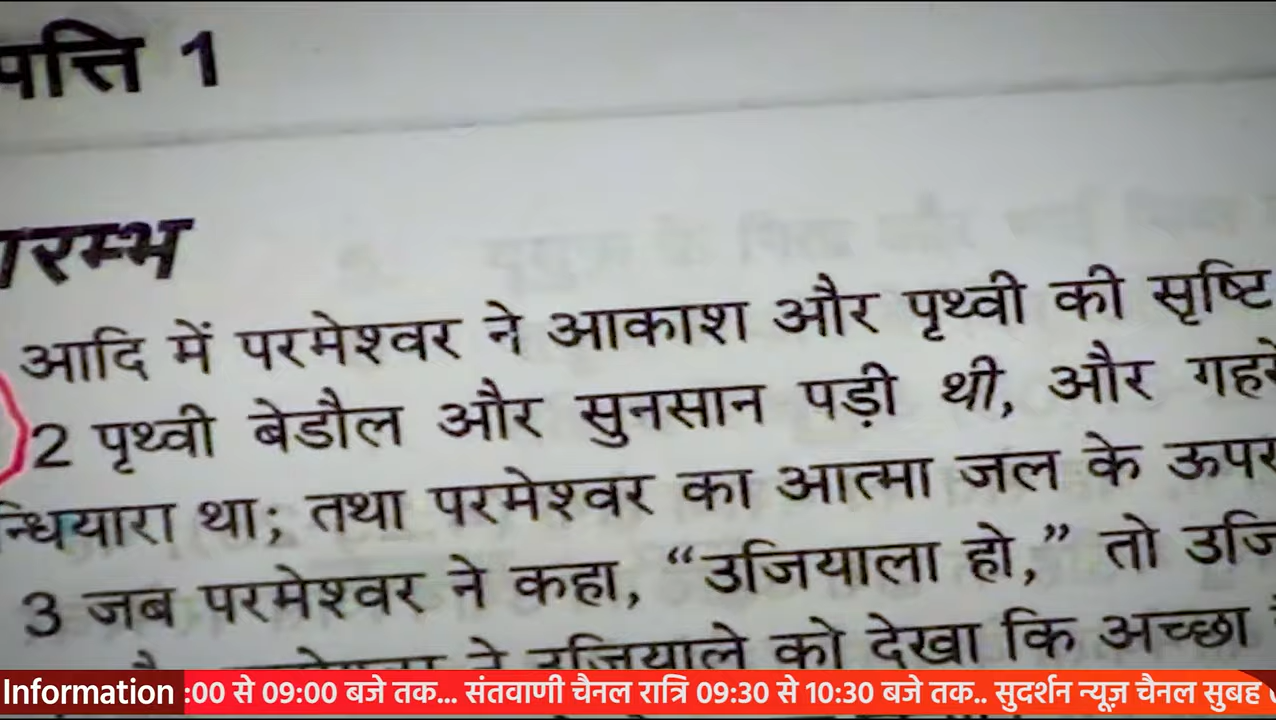 पत्ति 1
रम्भ
आदि में परमेश्वर ने आकाश और पृथ्वी की सृष्टि
2 पृथ्वी बेडौल और सुनसान पड़ी थी, और गहरे
न्धियारा था; तथा परमेश्वर का आत्मा जल के ऊपर
3 जब परमेश्वर ने कहा, “उजियाला हो,” तो उजि
ने उजियाले को देखा कि अच्छा
Information :00 से 09:00 बजे तक... संतवाणी चैनल रात्रि 09:30 से 10:30 बजे तक.. सुदर्शन न्यूज़ चैनल सुबह